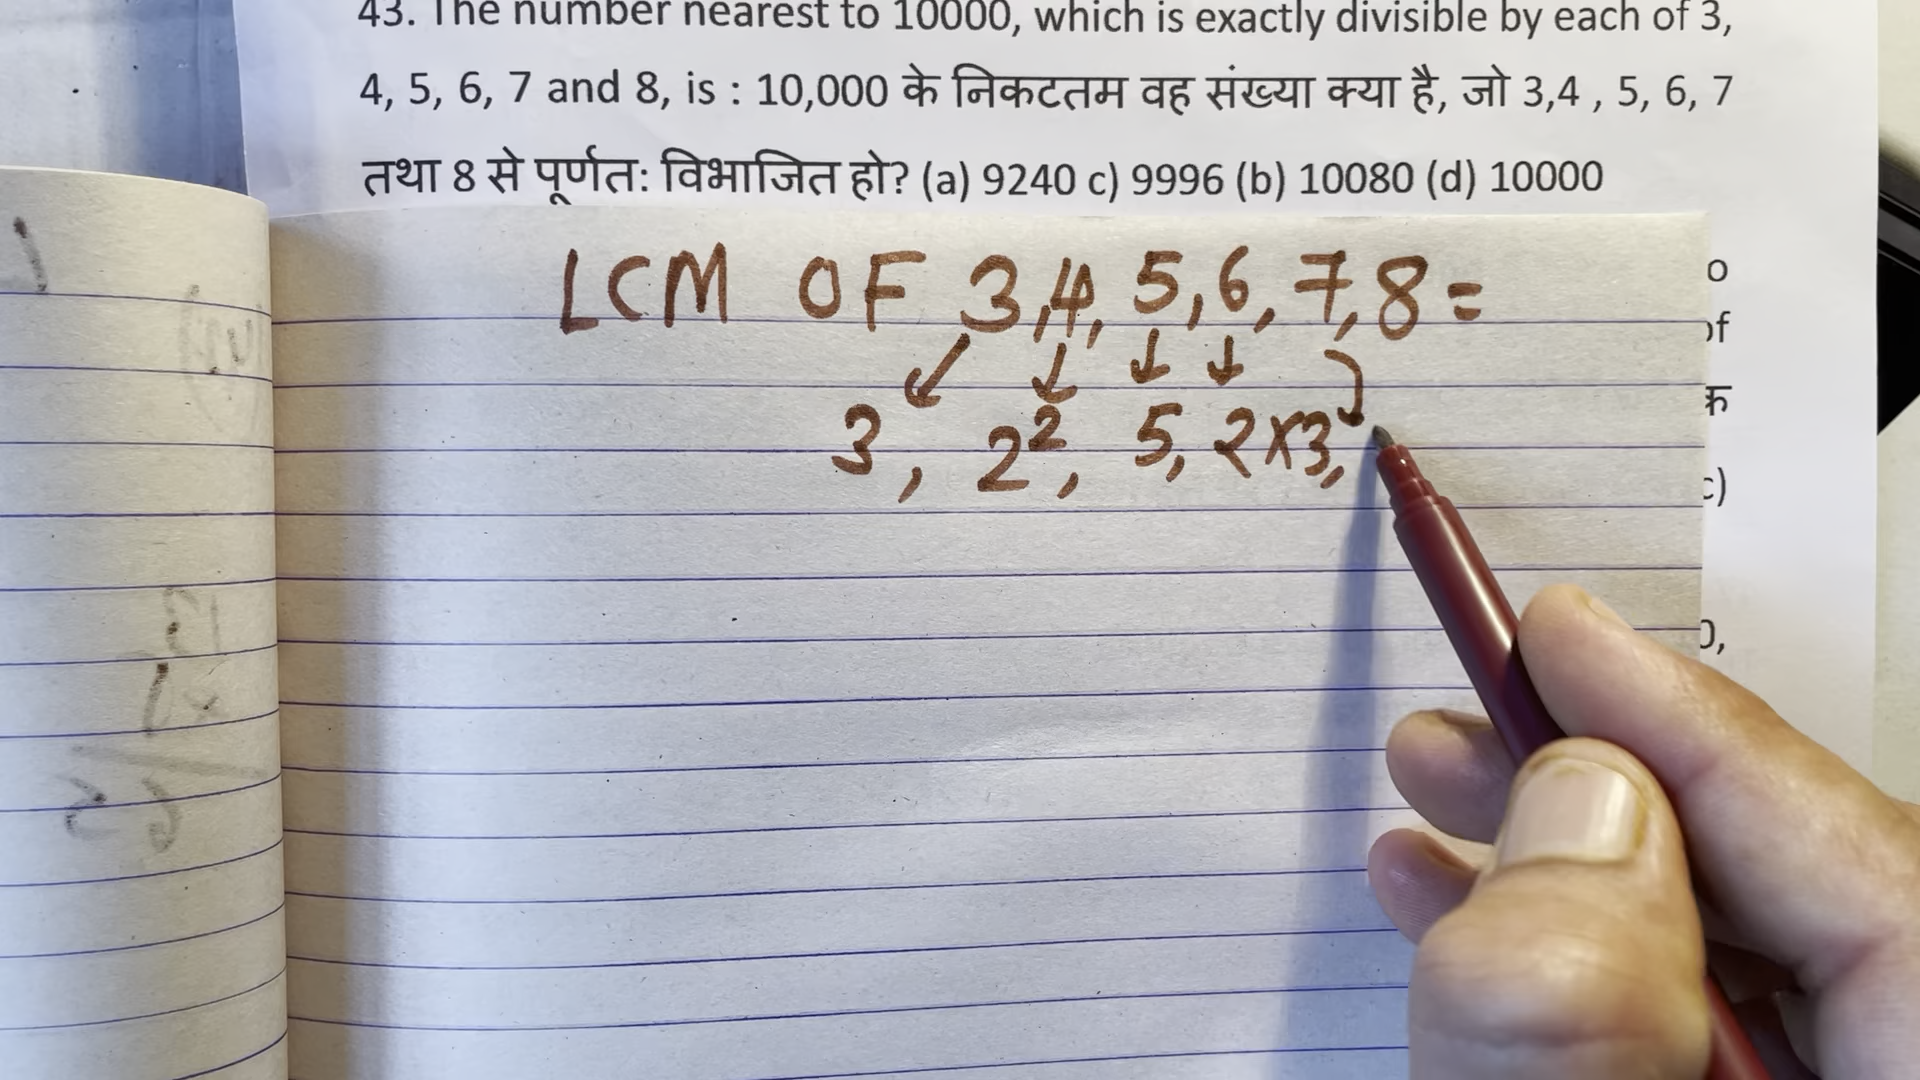 43. The number nearest to 10000, which is exactly divisible by each of 3,
4, 5, 6, 7 and 8, is : 10,000 के निकटतम वह संख्या क्या है, जो 3,4 , 5, 6, 7
तथा 8 से पूर्णत: विभाजित हो? (a) 9240 c) 9996 (b) 10080 (d) 10000
LCM OF 3,4, 5,6,7,8=
3, 2², 5, 2×3,
o
of
c)
0,